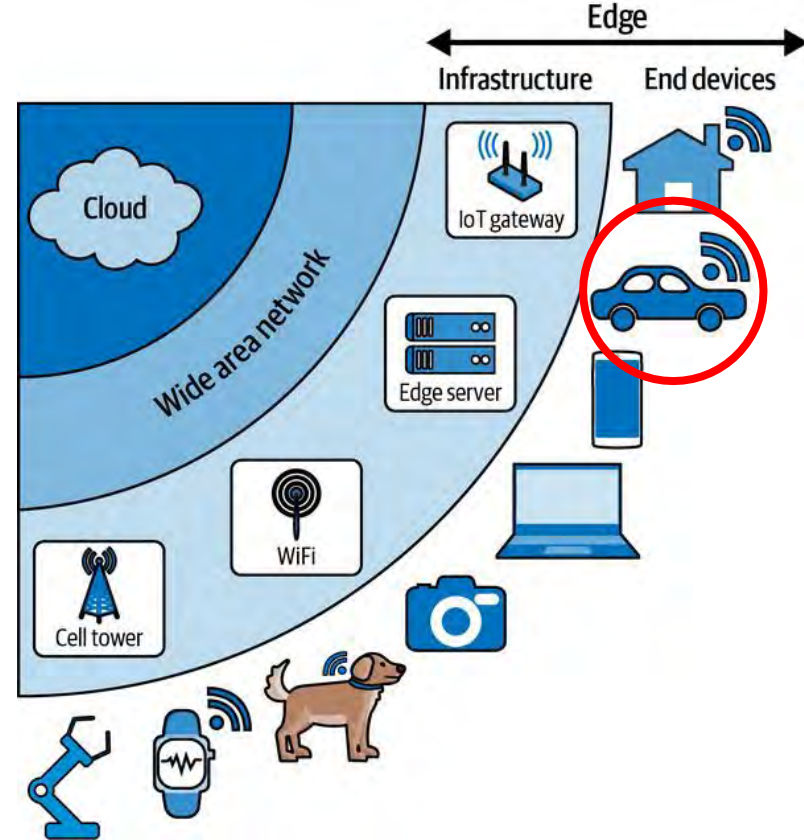 Edge
Infrastructure
End devices
Cloud
IoT gateway
Wide area network
Edge server
WiFi
Cell tower